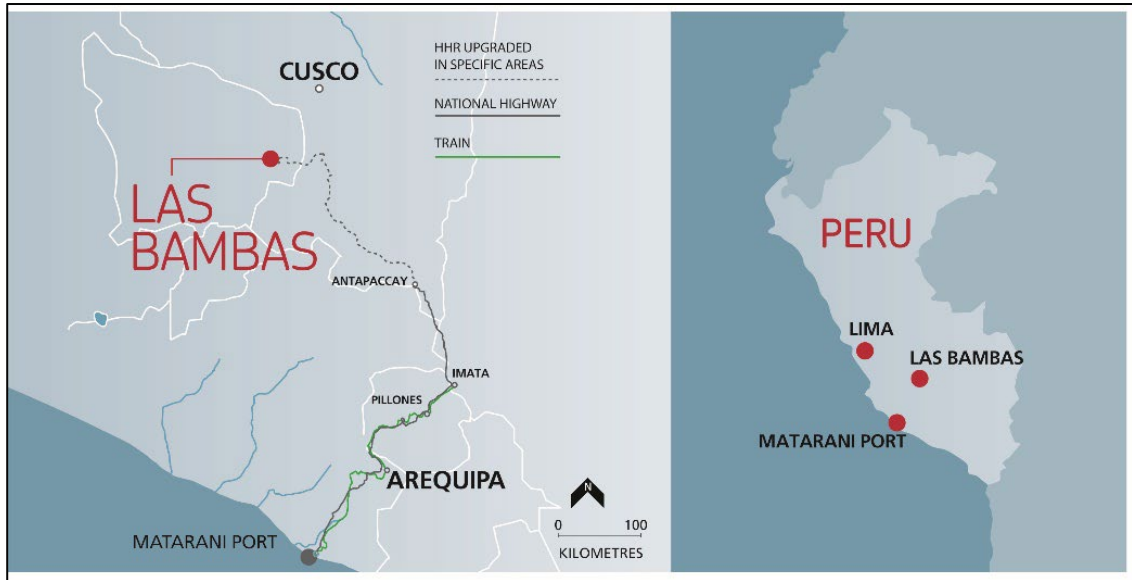 HHR UPGRADED
IN SPECIFIC AREAS
NATIONAL HIGHWAY
TRAIN
CUSCO
LAS
BAMBAS
ANTAPACCAY
IMATA
PILLONES
AREQUIPA
MATARANI PORT
N
0 100
KILOMETRES
PERU
LIMA
LAS BAMBAS
MATARANI PORT